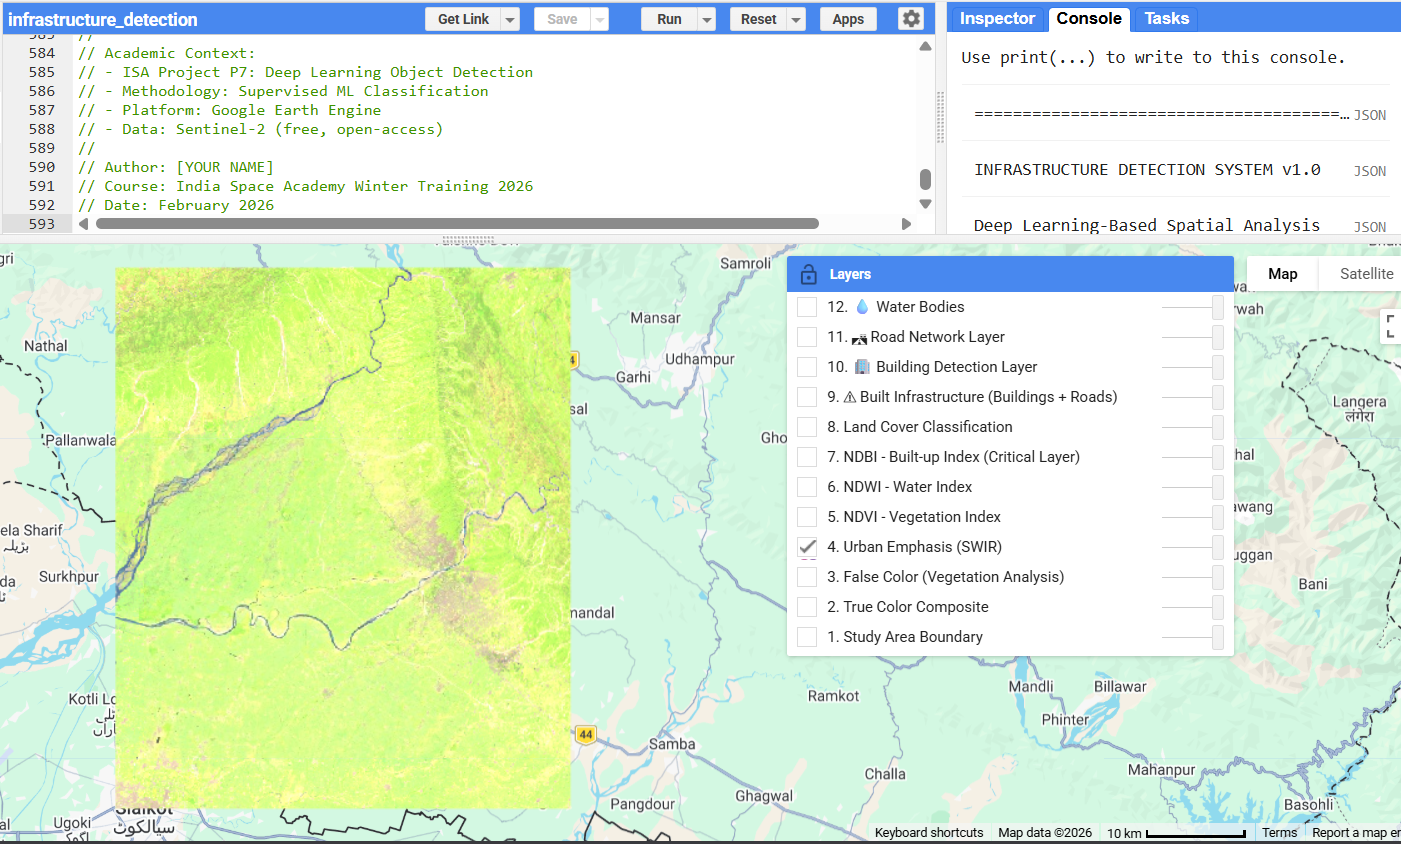 infrastructure_detection
Get Link
Save
Run
Reset
Apps
584 // Academic Context:
585 // - ISA Project P7: Deep Learning Object Detection
586 // - Methodology: Supervised ML Classification
587 // - Platform: Google Earth Engine
588 // - Data: Sentinel-2 (free, open-access)
589 //
590 // Author: [YOUR NAME]
591 // Course: India Space Academy Winter Training 2026
592 // Date: February 2026
593
Inspector
Console
Tasks
Use print(...) to write to this console.
JSON
INFRASTRUCTURE DETECTION SYSTEM v1.0 JSON
Deep Learning-Based Spatial Analysis JSON
Layers
12. 💧 Water Bodies
11. Road Network Layer
10. 🏢 Building Detection Layer
9. ⚠ Built Infrastructure (Buildings + Roads)
8. Land Cover Classification
7. NDBI - Built-up Index (Critical Layer)
6. NDWI - Water Index
5. NDVI - Vegetation Index
4. Urban Emphasis (SWIR)
3. False Color (Vegetation Analysis)
2. True Color Composite
1. Study Area Boundary
Map
Satellite
Samroli
Mansar
Nathal
Udhampur
Garhi
Langera
लंगेरा
Pallanwala
ela Sharif
Surkhpur
Bani
mandal
Kotli
Ramkot
Mandli
Billawar
Phinter
44
Samba
Mahanpur
Challa
Ghagwal
Pangdour
Basohli
Sialkot
سيالكوٹ
Ugoki
Keyboard shortcuts
Map data ©2026
10 km
Terms
Report a map er